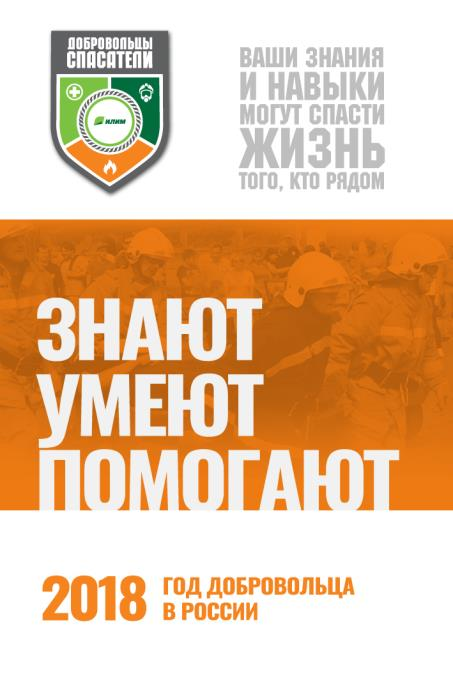 ДОБРОВОЛЬЦЫ
СПАСАТЕЛИ
ИЛИМ
ВАШИ ЗНАНИЯ
И НАВЫКИ
МОГУТ СПАСТИ
ЖИЗНЬ
ТОГО, КТО РЯДОМ
ЗНАЮТ
УМЕЮТ
ПОМОГАЮТ
2018
ГОД ДОБРОВОЛЬЦА
В РОССИИ